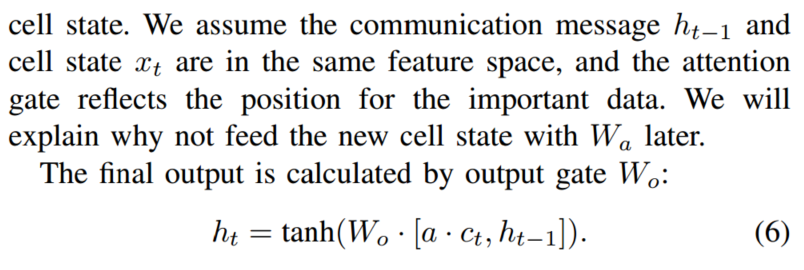 cell state. We assume the communication message h_{t−1} and
cell state x_t are in the same feature space, and the attention
gate reflects the position for the important data. We will
explain why not feed the new cell state with W_a later.
The final output is calculated by output gate W_o:
h_t = tanh(W_o · [a · c_t, h_{t−1}]). (6)